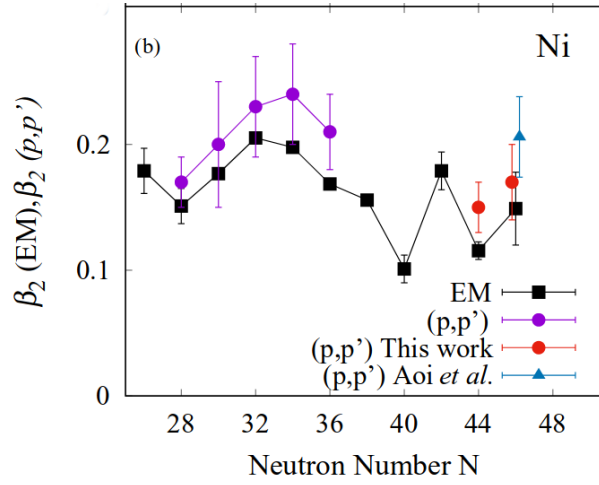 (b)
Ni
β₂ (EM),β₂ (p,p’)
0.2
0.1
0
EM
(p,p’)
(p,p’) This work
(p,p’) Aoi et al.
28 32 36 40 44 48
Neutron Number N